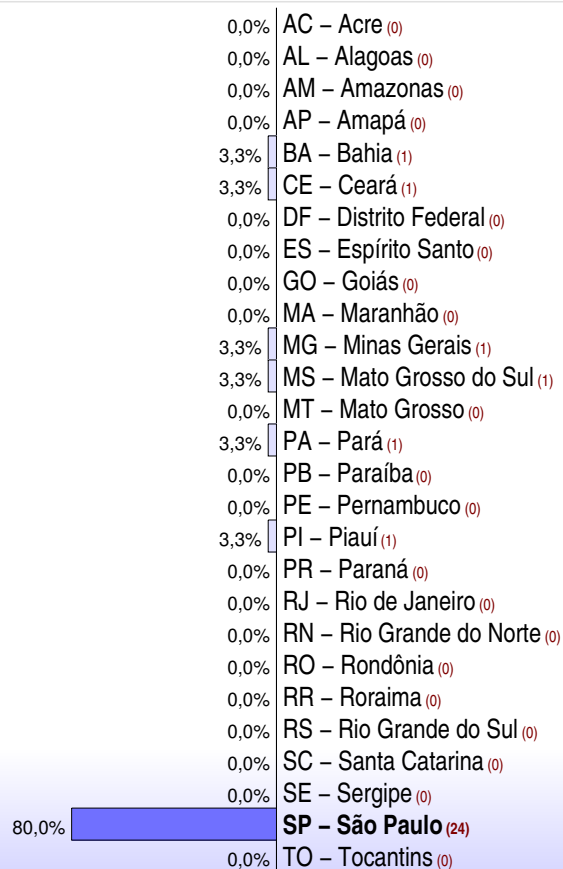 0,0% AC – Acre (0)
0,0% AL – Alagoas (0)
0,0% AM – Amazonas (0)
0,0% AP – Amapá (0)
3,3% BA – Bahia (1)
3,3% CE – Ceará (1)
0,0% DF – Distrito Federal (0)
0,0% ES – Espírito Santo (0)
0,0% GO – Goiás (0)
0,0% MA – Maranhão (0)
3,3% MG – Minas Gerais (1)
3,3% MS – Mato Grosso do Sul (1)
0,0% MT – Mato Grosso (0)
3,3% PA – Pará (1)
0,0% PB – Paraíba (0)
0,0% PE – Pernambuco (0)
3,3% PI – Piauí (1)
0,0% PR – Paraná (0)
0,0% RJ – Rio de Janeiro (0)
0,0% RN – Rio Grande do Norte (0)
0,0% RO – Rondônia (0)
0,0% RR – Roraima (0)
0,0% RS – Rio Grande do Sul (0)
0,0% SC – Santa Catarina (0)
0,0% SE – Sergipe (0)
80,0% SP – São Paulo (24)
0,0% TO – Tocantins (0)